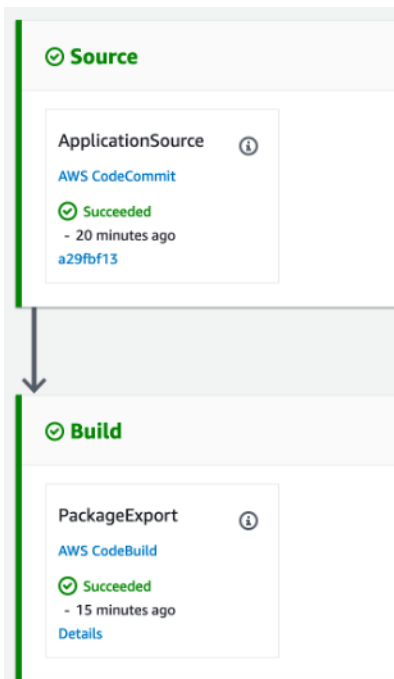 Source
ApplicationSource
AWS CodeCommit
Succeeded
- 20 minutes ago
a29fbf13
Build
PackageExport
AWS CodeBuild
Succeeded
- 15 minutes ago
Details